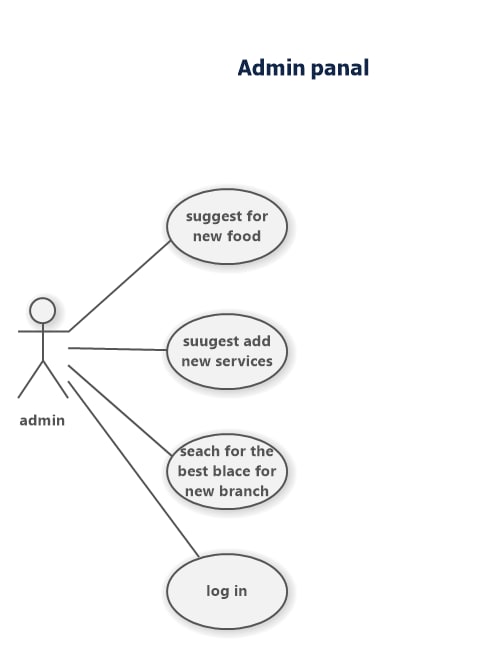 Admin panal
suggest for
new food
suugest add
new services
seach for the
best blace for
new branch
log in
admin